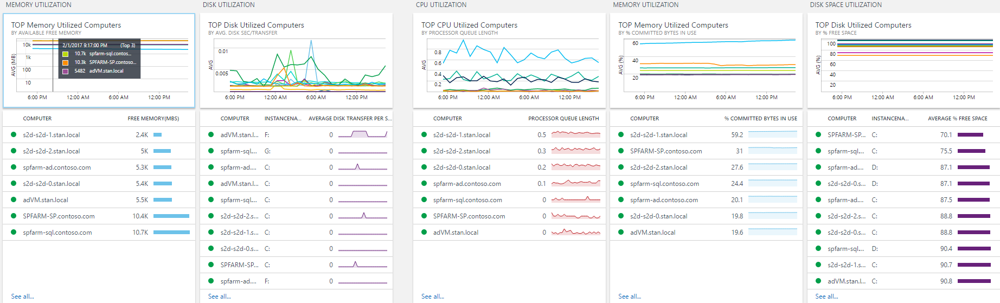 MEMORY UTILIZATION
TOP Memory Utilized Computers
BY AVAILABLE FREE MEMORY
AVG (MB)
10k
1k
100
10
2/1/2017 9:17:00 PM (Top 3)
10.7k spfarm-sql.contos...
10.3k SPFARM-SP.contoso...
5482 adVM.stan.local
6:00 PM 12:00 AM 6:00 AM 12:00 PM
COMPUTER FREE MEMORY(MBS)
s2d-s2d-1.stan.local 2.4K
s2d-s2d-2.stan.local 5K
spfarm-ad.contoso.com 5.3K
s2d-s2d-0.stan.local 5.4K
adVM.stan.local 5.5K
SPFARM-SP.contoso.com 10.4K
spfarm-sql.contoso.com 10.7K
See all...
DISK UTILIZATION
TOP Disk Utilized Computers
BY AVG. DISK SEC/TRANSFER
AVG
0.01
0.005
6:00 PM 12:00 AM 6:00 AM 12:00 PM
COMPUTER INSTANCENA... AVERAGE DISK TRANSFER PER S...
adVM.stan.l... F: 0
spfarm-sql.... G: 0
spfarm-ad.... C: 0
adVM.stan.l... C: 0
spfarm-sql.... C: 0
s2d-s2d-2.... C: 0
s2d-s2d-1.s... C: 0
s2d-s2d-0.s... C: 0
SPFARM-SP... C: 0
spfarm-ad.... F: 0
See all...
CPU UTILIZATION
TOP CPU Utilized Computers
BY PROCESSOR QUEUE LENGTH
AVG
0.8
0.6
0.4
0.2
6:00 PM 12:00 AM 6:00 AM 12:00 PM
COMPUTER PROCESSOR QUEUE LENGTH
s2d-s2d-1.stan.local 0.5
s2d-s2d-2.stan.local 0.3
s2d-s2d-0.stan.local 0.2
spfarm-ad.contoso.com 0.1
spfarm-sql.contoso.com 0
SPFARM-SP.contoso.com 0
adVM.stan.local 0
See all...
MEMORY UTILIZATION
TOP Memory Utilized Computers
BY % COMMITTED BYTES IN USE
AVG (%)
60
40
20
6:00 PM 12:00 AM 6:00 AM 12:00 PM
COMPUTER % COMMITTED BYTES IN USE
s2d-s2d-1.stan.local 59.2
SPFARM-SP.contoso.com 31
s2d-s2d-2.stan.local 27.6
spfarm-sql.contoso.com 24.4
spfarm-ad.contoso.com 20.1
s2d-s2d-0.stan.local 19.8
adVM.stan.local 19.6
See all...
DISK SPACE UTILIZATION
TOP Disk Utilized Computers
BY % FREE SPACE
AVG (%)
100
80
60
40
20
6:00 PM 12:00 AM 6:00 AM 12:00 PM
COMPUTER INSTANCENA... AVERAGE % FREE SPACE
SPFARM-SP... C: 70.1
spfarm-sql.... C: 75.5
spfarm-ad.... D: 87.1
s2d-s2d-0.s... D: 87.1
spfarm-ad.... C: 87.5
s2d-s2d-2.s... C: 88.8
s2d-s2d-0.s... C: 88.8
spfarm-sql.... D: 90.4
s2d-s2d-1.s... C: 90.7
adVM.stan.l... C: 90.8
See all...